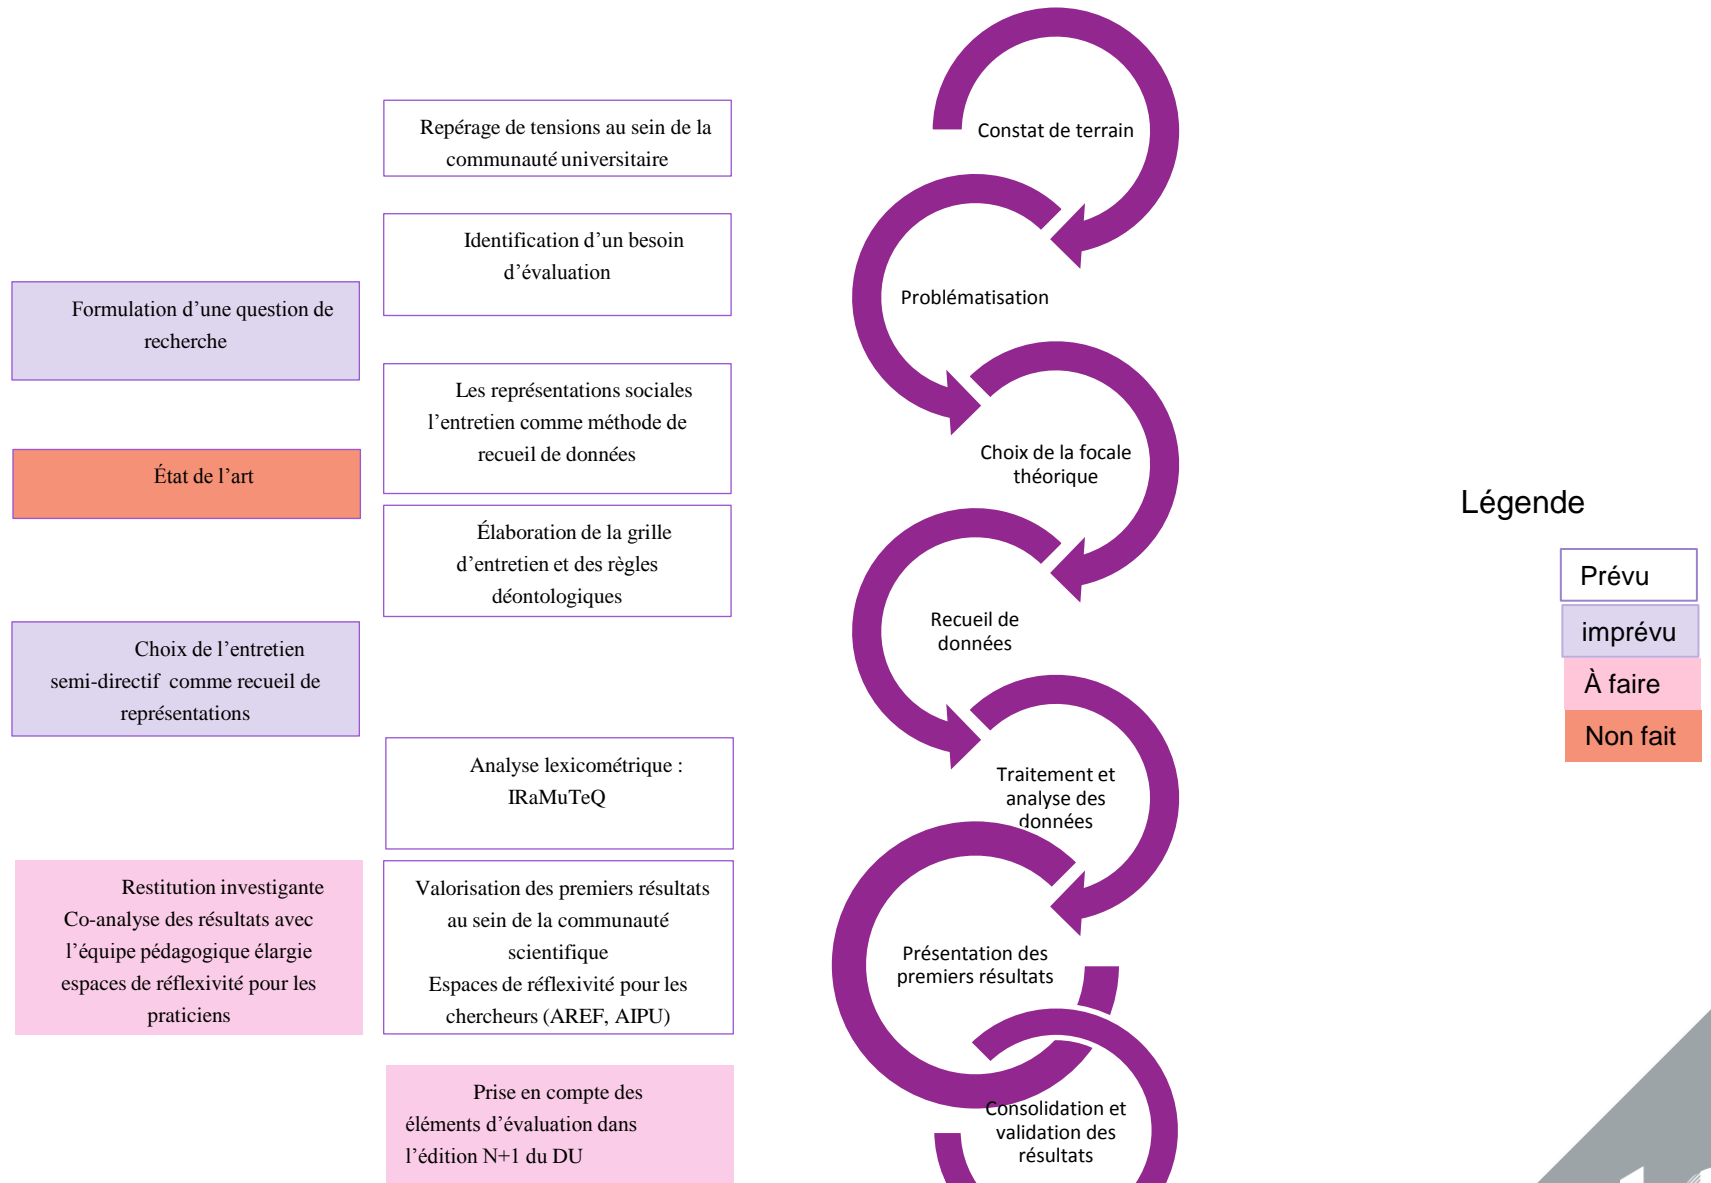 Repérage de tensions au sein de la
communauté universitaire
Constat de terrain
Identification d’un besoin
d’évaluation
Formulation d’une question de
recherche
Problématisation
Les représentations sociales
l’entretien comme méthode de
recueil de données
État de l’art
Choix de la focale
théorique
Élaboration de la grille
d’entretien et des règles
déontologiques
Choix de l’entretien
semi-directif comme recueil de
représentations
Recueil de
données
Analyse lexicométrique :
IRaMuTeQ
Traitement et
analyse des
données
Restitution investigante
Co-analyse des résultats avec
l’équipe pédagogique élargie
espaces de réflexivité pour les
praticiens
Valorisation des premiers résultats
au sein de la communauté
scientifique
Espaces de réflexivité pour les
chercheurs (AREF, AIPU)
Présentation des
premiers résultats
Prise en compte des
éléments d’évaluation dans
l’édition N+1 du DU
Consolidation et
validation des
résultats
Légende
Prévu
imprévu
À faire
Non fait